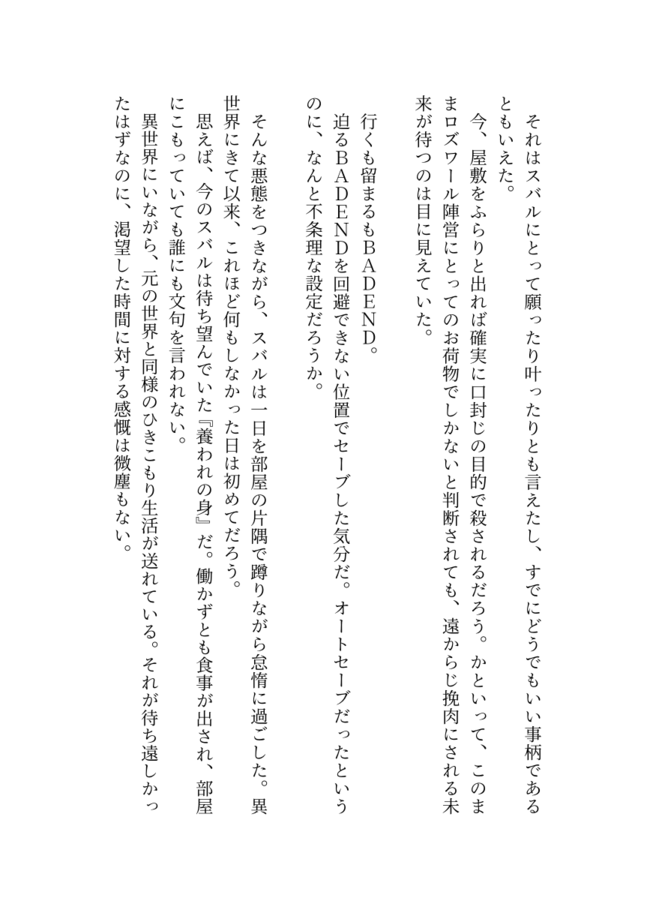 それはスバルにとって願ったり叶ったりとも言えたし、すでにどうでもいい事柄である
ともいえた。
今、屋敷をふらりと出れば確実に口封じの目的で殺されるだろう。かといって、このま
まロズワール陣営にとってのお荷物でしかないと判断されても、遠からじ挽肉にされる未
来が待つのは目に見えていた。
行くも留まるもＢＡＤＥＮＤ。
迫るＢＡＤＥＮＤを回避できない位置でセーブした気分だ。オートセーブだったという
のに、なんと不条理な設定だろうか。
そんな悪態をつきながら、スバルは一日を部屋の片隅で蹲りながら怠惰に過ごした。異
世界にきて以来、これほど何もしなかった日は初めてだろう。
思えば、今のスバルは待ち望んでいた『養われの身』だ。働かずとも食事が出され、部屋
にこもっていても誰にも文句を言われない。
異世界にいながら、元の世界と同様のひきこもり生活が送れている。それが待ち遠しかっ
たはずなのに、渇望した時間に対する感慨は微塵もない。